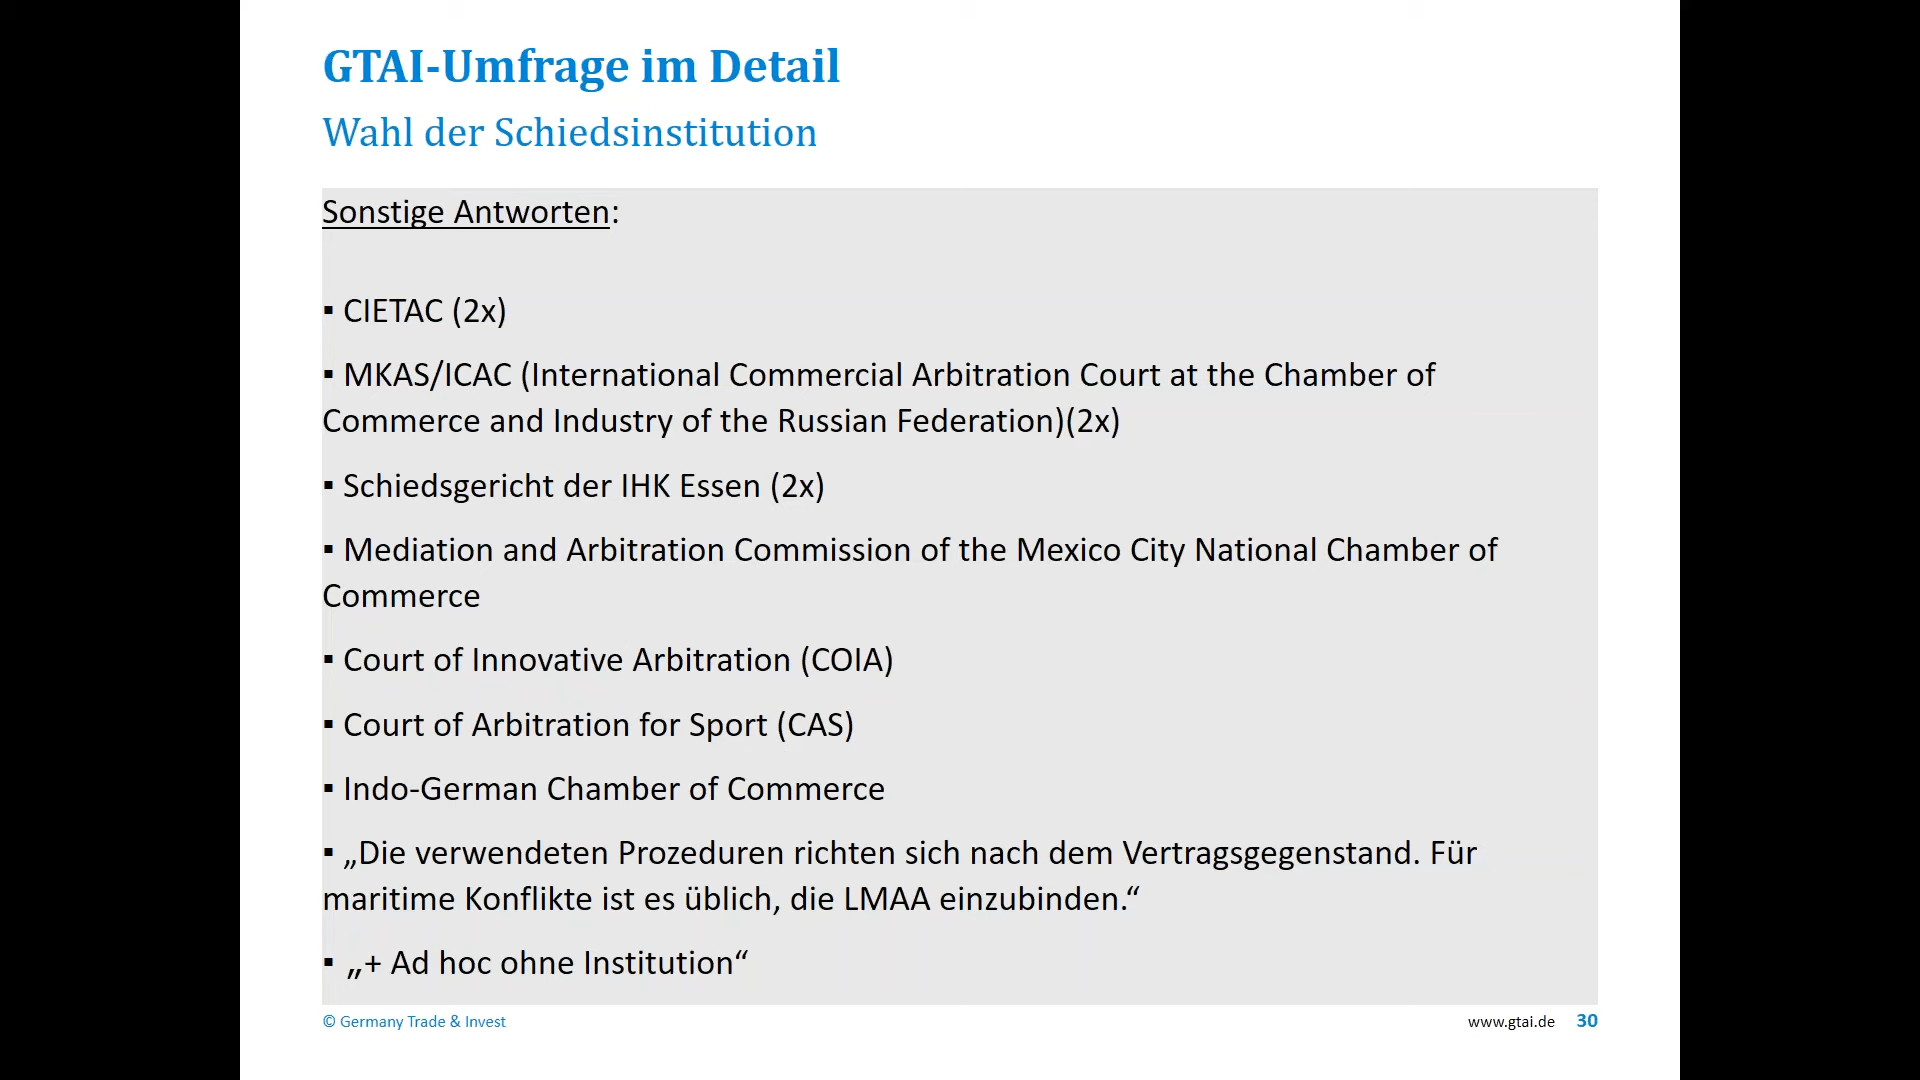 GTAI-Umfrage im Detail
Wahl der Schiedsinstitution
Sonstige Antworten:
▪ CIETAC (2x)
▪ MKAS/ICAC (International Commercial Arbitration Court at the Chamber of
Commerce and Industry of the Russian Federation)(2x)
▪ Schiedsgericht der IHK Essen (2x)
▪ Mediation and Arbitration Commission of the Mexico City National Chamber of
Commerce
▪ Court of Innovative Arbitration (COIA)
▪ Court of Arbitration for Sport (CAS)
▪ Indo-German Chamber of Commerce
▪ „Die verwendeten Prozeduren richten sich nach dem Vertragsgegenstand. Für
maritime Konflikte ist es üblich, die LMAA einzubinden.“
▪ „+ Ad hoc ohne Institution“
© Germany Trade & Invest
www.gtai.de 30